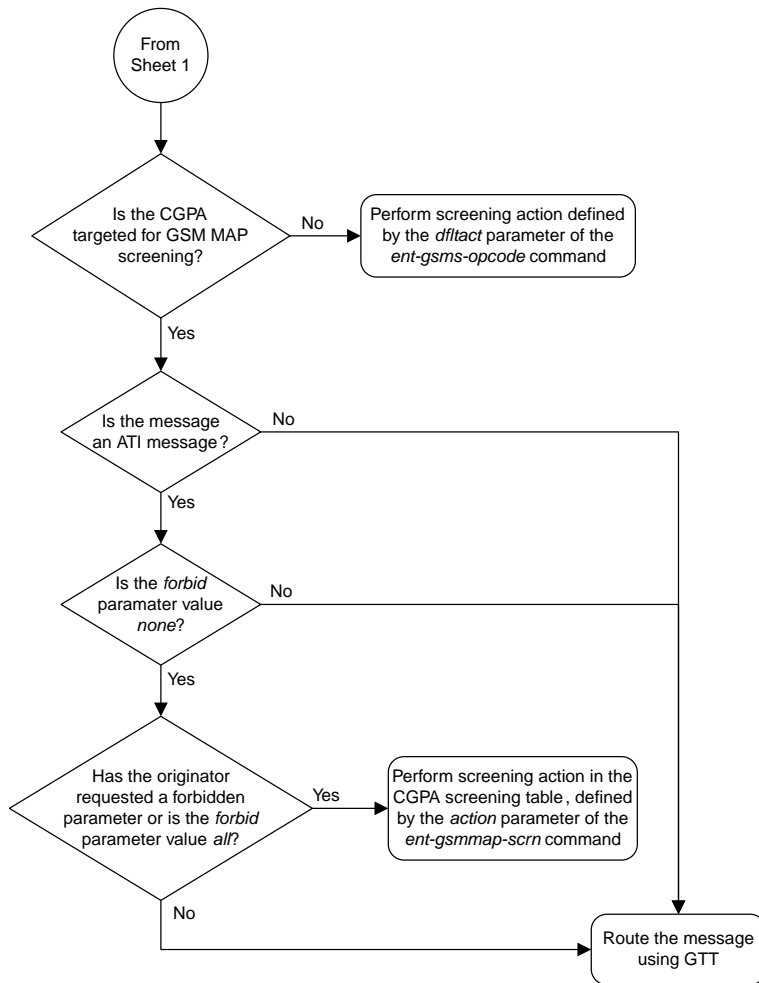 From
Sheet 1
Is the CGPA
targeted for GSM MAP
screening?
No
Perform screening action defined
by the dfltact parameter of the
ent-gsms-opcode command
Yes
Is the message
an ATI message?
No
Yes
Is the forbid
paramater value
none?
No
Yes
Has the originator
requested a forbidden
parameter or is the forbid
parameter value all?
Yes
Perform screening action in the
CGPA screening table, defined
by the action parameter of the
ent-gsmmap-scrn command
No
Route the message
using GTT